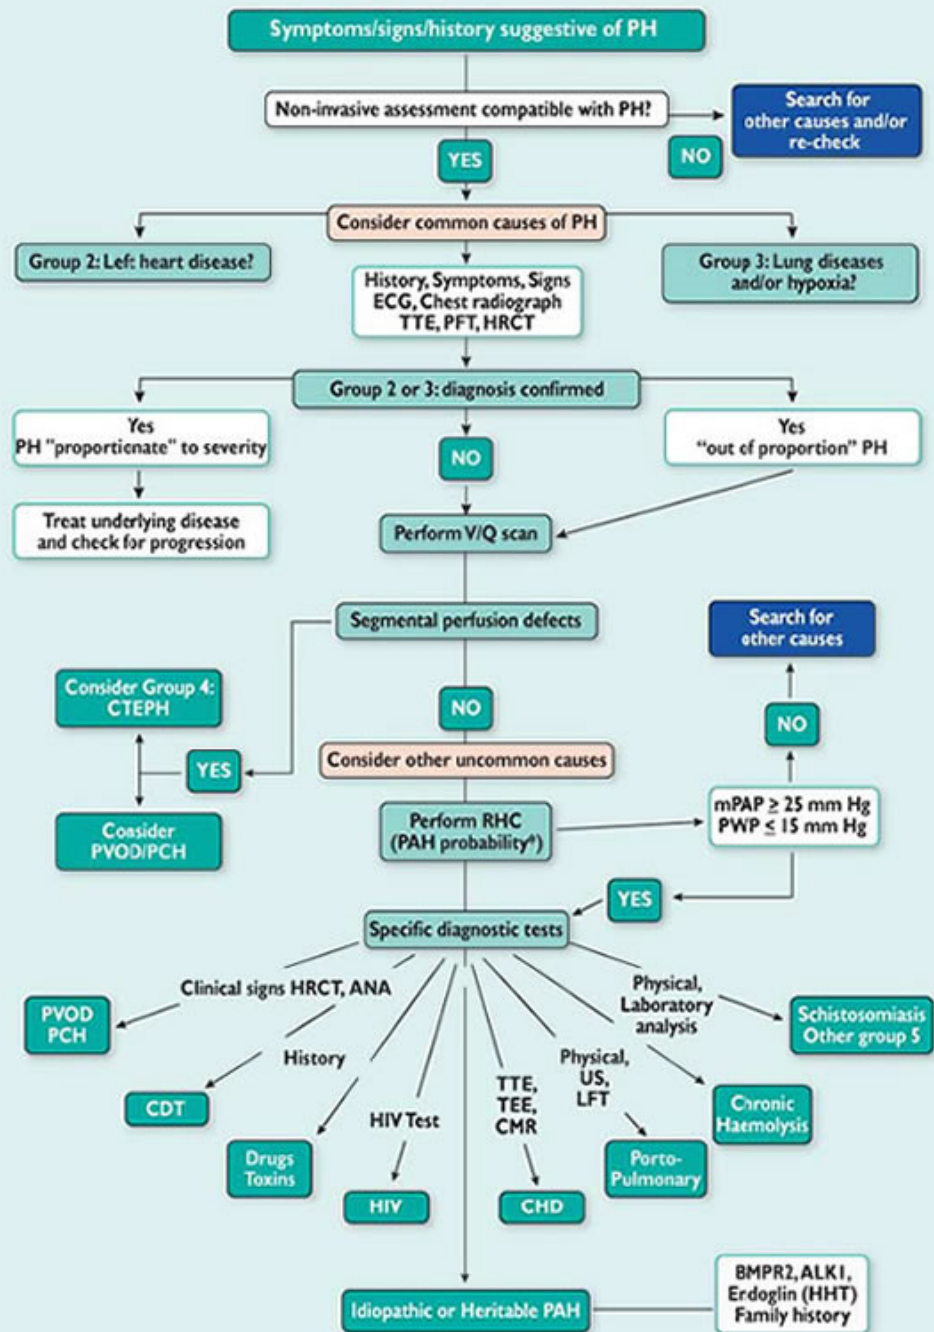 Symptoms/signs/history suggestive of PH
Non-invasive assessment compatible with PH?
Search for
other causes and/or
re-check
YES
NO
Consider common causes of PH
Group 2: Left heart disease?
History, Symptoms, Signs
ECG, Chest radiograph
TTE, PFT, HRCT
Group 3: Lung diseases
and/or hypoxia?
Group 2 or 3: diagnosis confirmed
Yes
PH "proportionate" to severity
NO
Yes
"out of proportion" PH
Treat underlying disease
and check for progression
Perform V/Q scan
Segmental perfusion defects
Search for
other causes
Consider Group 4:
CTEPH
NO
NO
YES
Consider other uncommon causes
Consider
PVOD/PCH
Perform RHC
(PAH probability*)
mPAP ≥ 25 mm Hg
PWP ≤ 15 mm Hg
YES
Specific diagnostic tests
Clinical signs HRCT, ANA
Physical,
Laboratory
analysis
PVOD
PCH
Schistosomiasis
Other group 5
History
CDT
HIV Test
TTE,
TEE,
CMR
Physical,
US,
LFT
Chronic
Haemolysis
Drugs
Toxins
Porto-
Pulmonary
HIV
CHD
Idiopathic or Heritable PAH
BMPR2, ALK1,
Erdoglin (HHT)
Family history